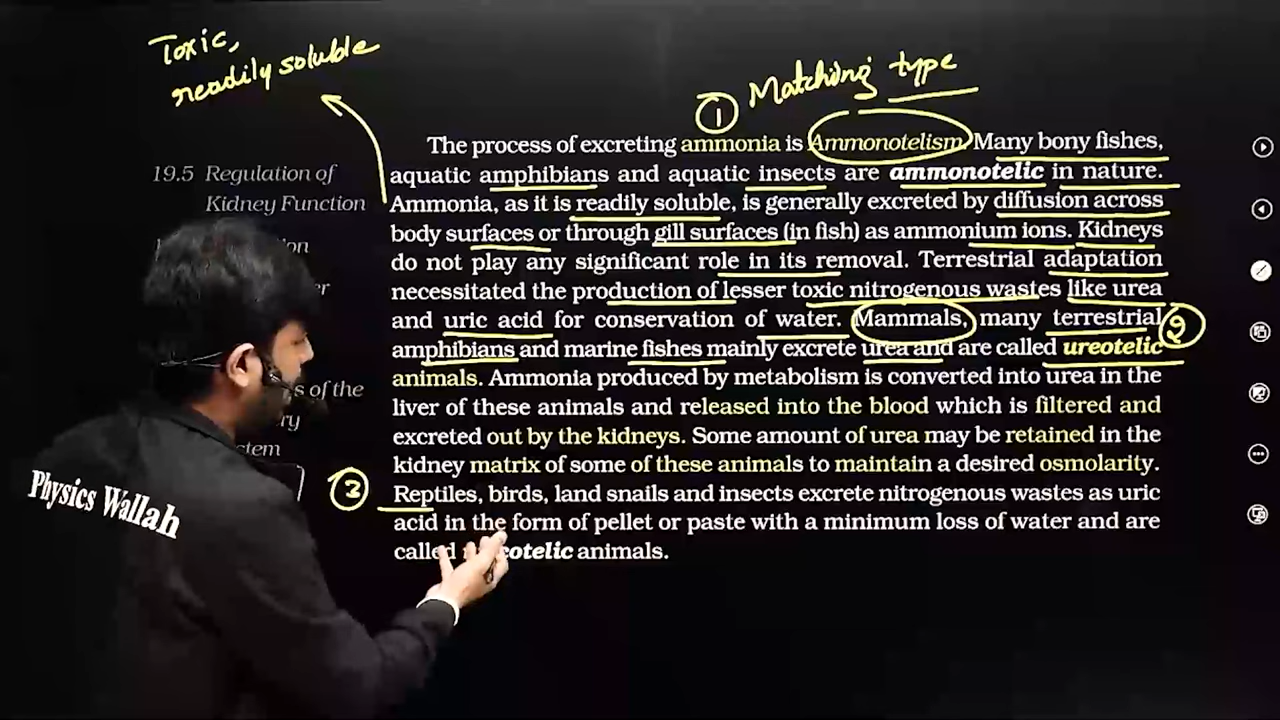 Toxic,
readily soluble
① Matching type
The process of excreting ammonia is Ammonotelism. Many bony fishes,
aquatic amphibians and aquatic insects are ammonotelic in nature.
Ammonia, as it is readily soluble, is generally excreted by diffusion across
body surfaces or through gill surfaces (in fish) as ammonium ions. Kidneys
do not play any significant role in its removal. Terrestrial adaptation
necessitated the production of lesser toxic nitrogenous wastes like urea
and uric acid for conservation of water. Mammals, many terrestrial ②
amphibians and marine fishes mainly excrete urea and are called ureotelic
animals. Ammonia produced by metabolism is converted into urea in the
liver of these animals and released into the blood which is filtered and
excreted out by the kidneys. Some amount of urea may be retained in the
kidney matrix of some of these animals to maintain a desired osmolarity.
③ Reptiles, birds, land snails and insects excrete nitrogenous wastes as uric
acid in the form of pellet or paste with a minimum loss of water and are
called cotelic animals.
19.5 Regulation of
Kidney Function
s of the
Physics Wallah